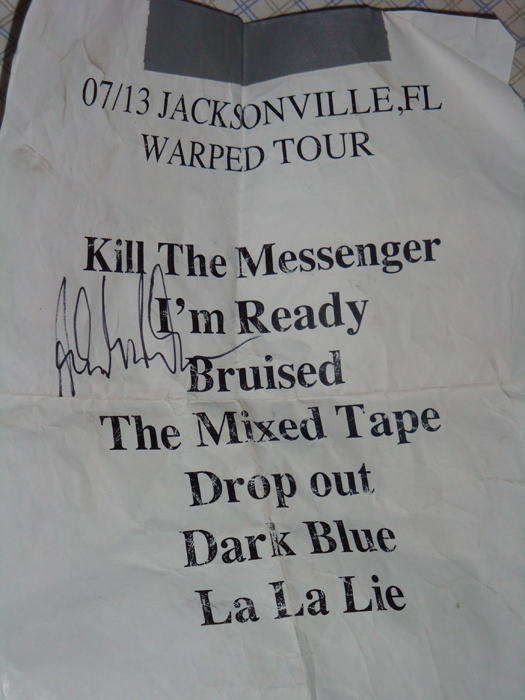 07/13 JACKSONVILLE,FL
WARPED TOUR
Kill The Messenger
I'm Ready
Bruised
The Mixed Tape
Drop out
Dark Blue
La La Lie